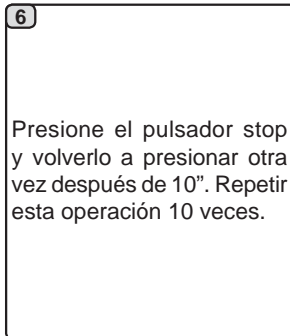 6
Presione el pulsador stop
y volverlo a presionar otra
vez después de 10”. Repetir
esta operación 10 veces.